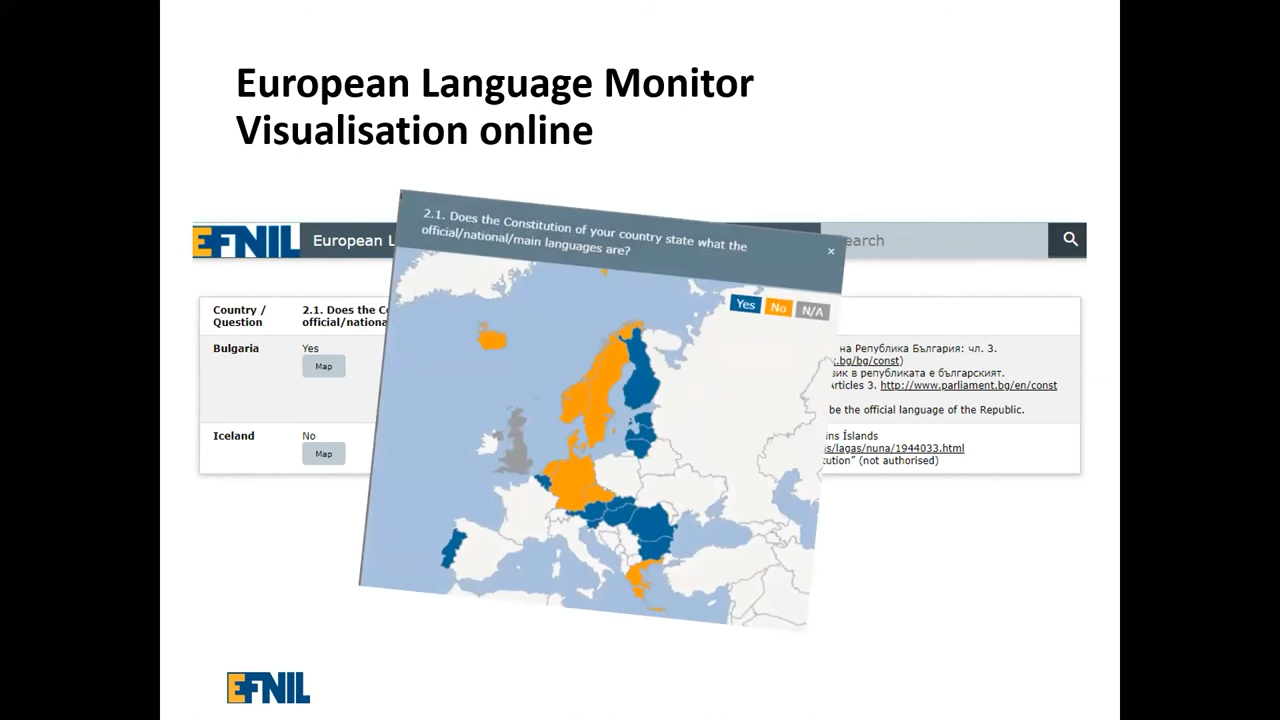 European Language Monitor
Visualisation online
EFNIL
European L
earch
2.1. Does the Constitution of your country state what the
official/national/main languages are?
×
Yes No N/A
Country /
Question
2.1. Does the Co
official/nationa
Bulgaria
Yes
Map
на Република България: чл. 3.
.bg/bg/const)
зик в републиката е българският.
Articles 3. http://www.parliament.bg/en/const
be the official language of the Republic.
Iceland
No
Map
ins Íslands
is/lagas/nuna/1944033.html
tution” (not authorised)
EFNIL